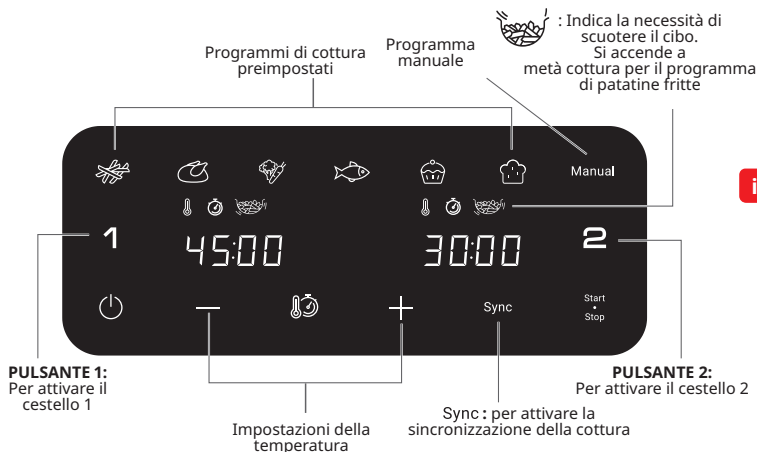 : Indica la necessità di
scuotere il cibo.
Si accende a
metà cottura per il programma
di patatine fritte
Programmi di cottura
preimpostati
Programma
manuale
Manual
i
1
45:00
30:00
2
Sync
Start
Stop
PULSANTE 1:
Per attivare il
cestello 1
PULSANTE 2:
Per attivare il cestello 2
Impostazioni della
temperatura
Sync : per attivare la
sincronizzazione della cottura